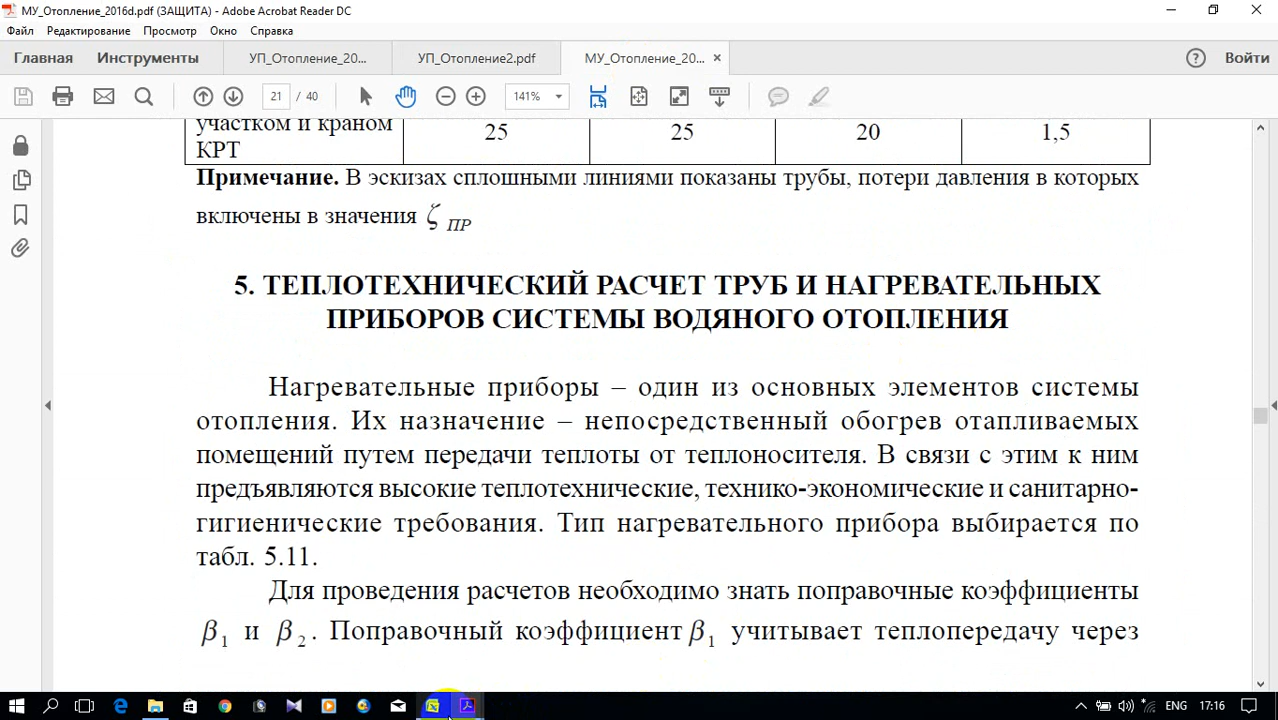 МУ_Отопление_2016d.pdf (ЗАЩИТА) - Adobe Acrobat Reader DC
Файл Редактирование Просмотр Окно Справка
Главная Инструменты УП_Отопление_20... УП_Отопление2.pdf МУ_Отопление_20... × Войти
21 / 40 141%
участком и краном
КРТ 25 25 20 1,5
Примечание. В эскизах сплошными линиями показаны трубы, потери давления в которых
включены в значения ζ ПР
5. ТЕПЛОТЕХНИЧЕСКИЙ РАСЧЕТ ТРУБ И НАГРЕВАТЕЛЬНЫХ
ПРИБОРОВ СИСТЕМЫ ВОДЯНОГО ОТОПЛЕНИЯ
Нагревательные приборы – один из основных элементов системы
отопления. Их назначение – непосредственный обогрев отапливаемых
помещений путем передачи теплоты от теплоносителя. В связи с этим к ним
предъявляются высокие теплотехнические, технико-экономические и санитарно-
гигиенические требования. Тип нагревательного прибора выбирается по
табл. 5.11.
Для проведения расчетов необходимо знать поправочные коэффициенты
β1 и β2. Поправочный коэффициент β1 учитывает теплопередачу через
ENG 17:16